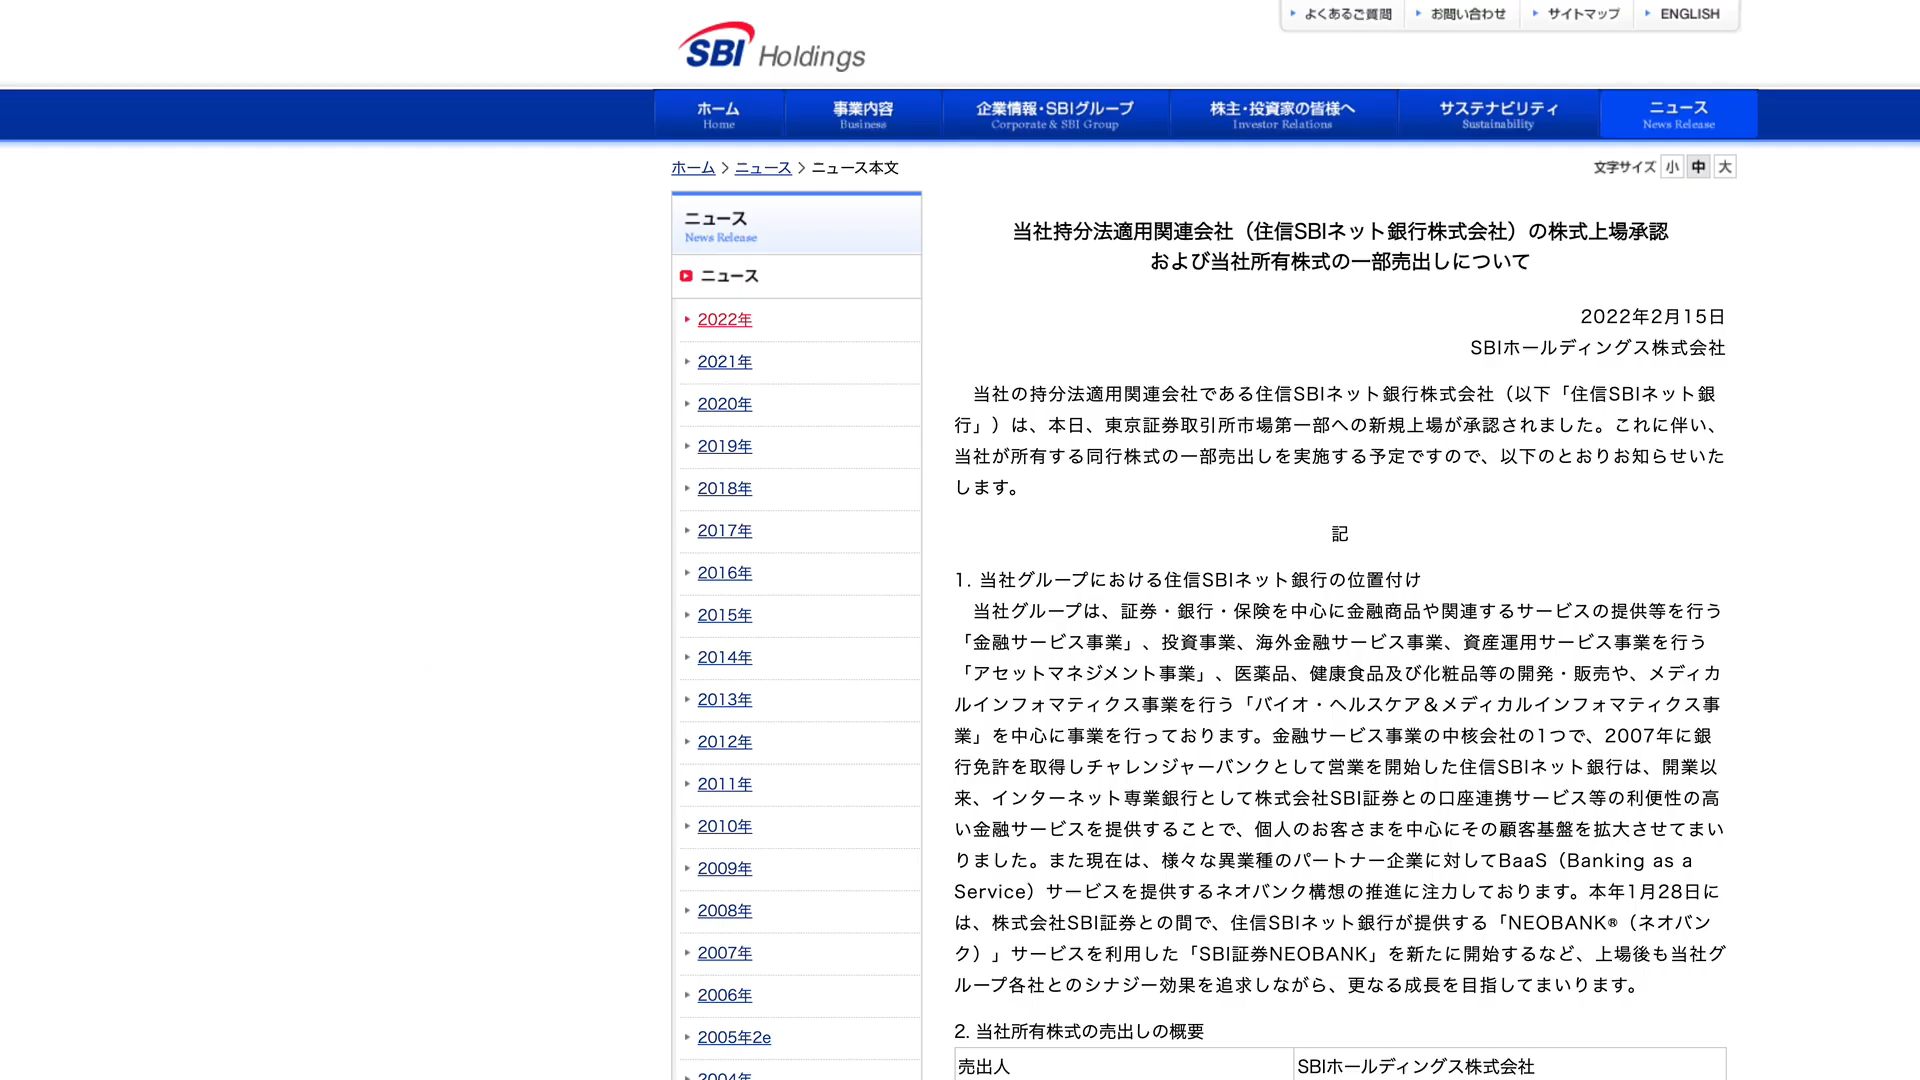 よくあるご質問
お問い合わせ
サイトマップ
ENGLISH
SBI Holdings
ホーム
Home
事業内容
Business
企業情報・SBIグループ
Corporate & SBI Group
株主・投資家の皆様へ
Investor Relations
サステナビリティ
Sustainability
ニュース
News Release
ホーム > ニュース > ニュース本文
文字サイズ 小 中 大
ニュース
News Release
ニュース
2022年
2021年
2020年
2019年
2018年
2017年
2016年
2015年
2014年
2013年
2012年
2011年
2010年
2009年
2008年
2007年
2006年
2005年2e
2004年
当社持分法適用関連会社（住信SBIネット銀行株式会社）の株式上場承認
および当社所有株式の一部売出しについて
2022年2月15日
SBIホールディングス株式会社
当社の持分法適用関連会社である住信SBIネット銀行株式会社（以下「住信SBIネット銀
行」）は、本日、東京証券取引所市場第一部への新規上場が承認されました。これに伴い、
当社が所有する同行株式の一部売出しを実施する予定ですので、以下のとおりお知らせいた
します。
記
1. 当社グループにおける住信SBIネット銀行の位置付け
当社グループは、証券・銀行・保険を中心に金融商品や関連するサービスの提供等を行う
「金融サービス事業」、投資事業、海外金融サービス事業、資産運用サービス事業を行う
「アセットマネジメント事業」、医薬品、健康食品及び化粧品等の開発・販売や、メディカ
ルインフォマティクス事業を行う「バイオ・ヘルスケア＆メディカルインフォマティクス事
業」を中心に事業を行っております。金融サービス事業の中核会社の1つで、2007年に銀
行免許を取得しチャレンジャーバンクとして営業を開始した住信SBIネット銀行は、開業以
来、インターネット専業銀行として株式会社SBI証券との口座連携サービス等の利便性の高
い金融サービスを提供することで、個人のお客さまを中心にその顧客基盤を拡大させてまい
りました。また現在は、様々な異業種のパートナー企業に対してBaaS（Banking as a
Service）サービスを提供するネオバンク構想の推進に注力しております。本年1月28日に
は、株式会社SBI証券との間で、住信SBIネット銀行が提供する「NEOBANK®（ネオバン
ク）」サービスを利用した「SBI証券NEOBANK」を新たに開始するなど、上場後も当社グ
ループ各社とのシナジー効果を追求しながら、更なる成長を目指してまいります。
2. 当社所有株式の売出しの概要
売出人 SBIホールディングス株式会社